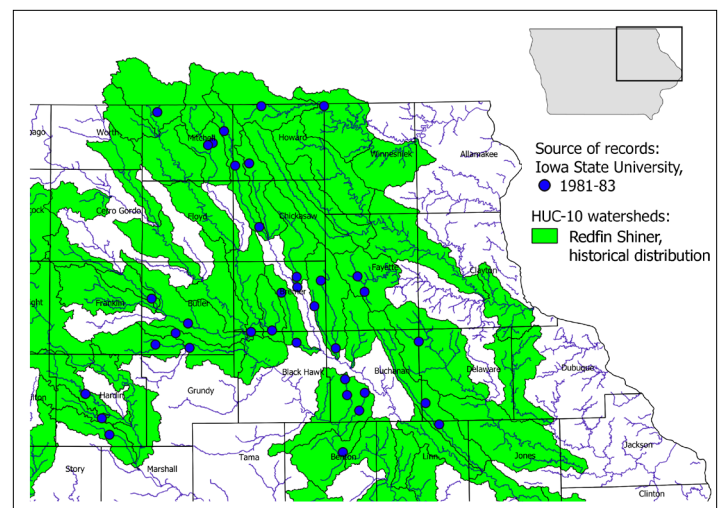 Source of records:
Iowa State University,
1981-83
HUC-10 watersheds:
Redfin Shiner,
historical distribution
Worth
Mitchell
Howard
Winneshiek
Allamakee
Cerro Gordo
Floyd
Chickasaw
Fayette
Clayton
Franklin
Butler
Black Hawk
Buchanan
Delaware
Dubuque
Hardin
Grundy
Story
Marshall
Tama
Benton
Linn
Jones
Jackson
Clinton